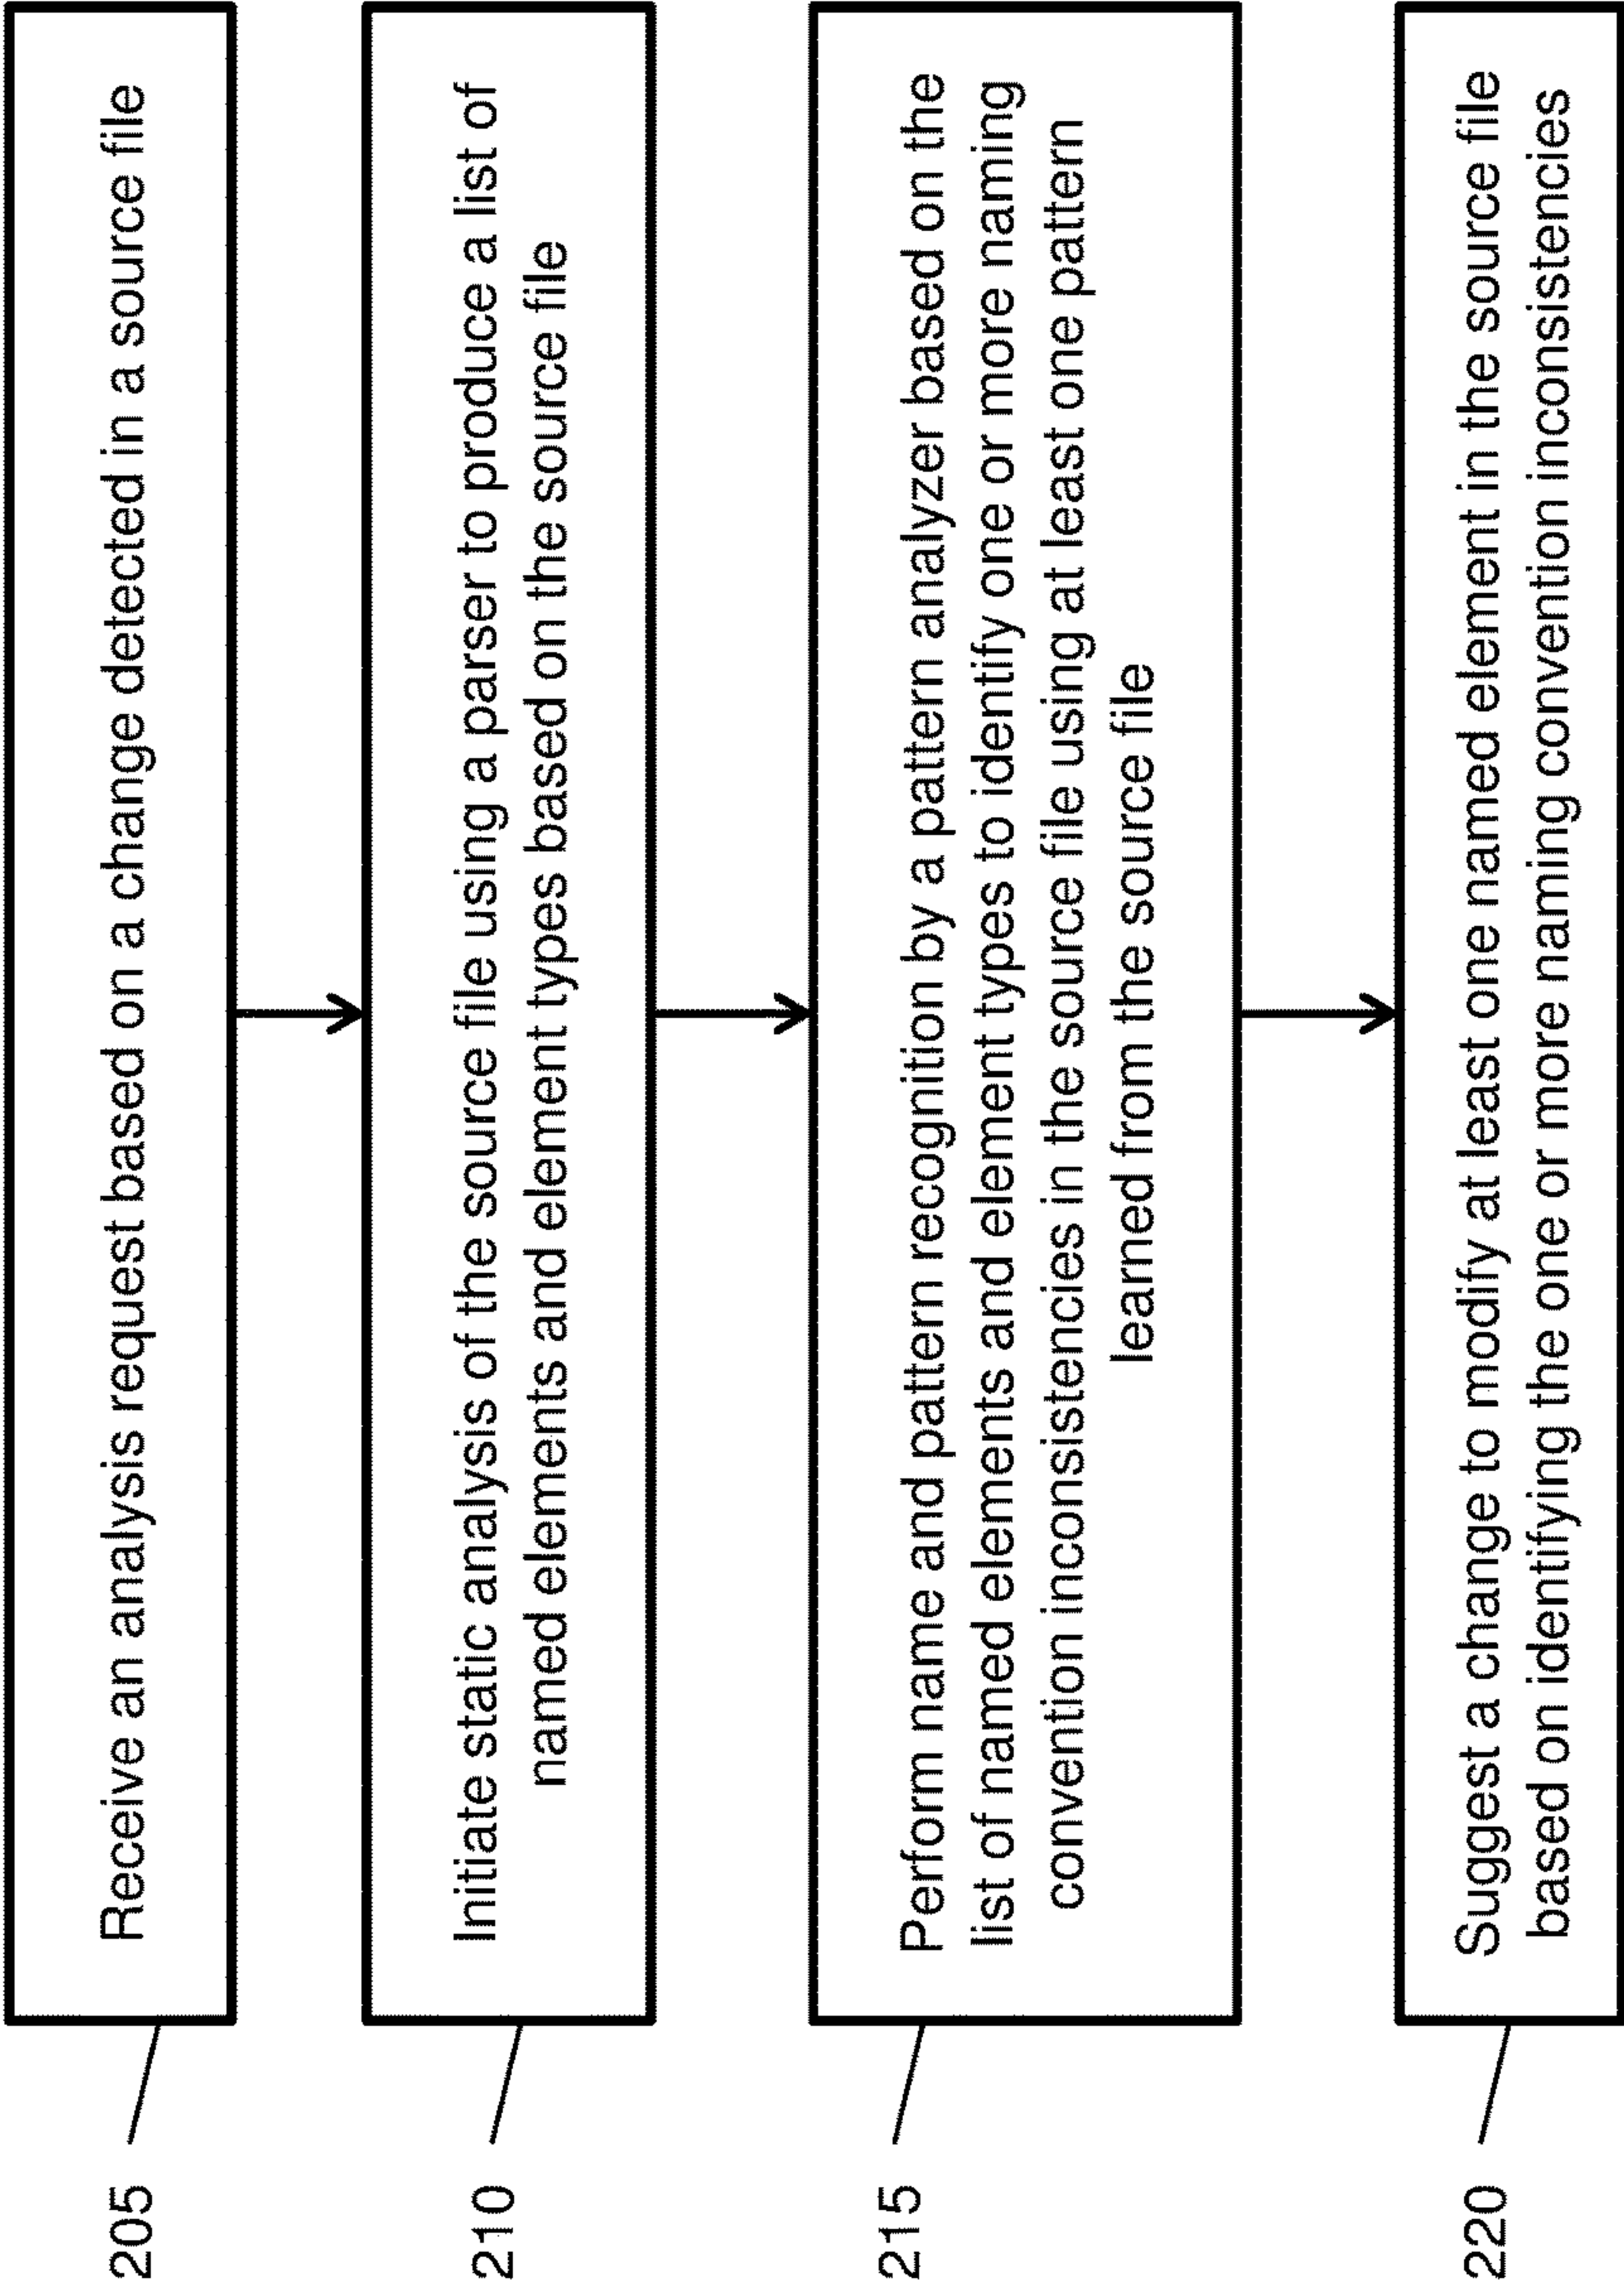 205
Receive an analysis request based on a change detected in a source file
210
Initiate static analysis of the source file using a parser to produce a list of
named elements and element types based on the source file
215
Perform name and pattern recognition by a pattern analyzer based on the
list of named elements and element types to identify one or more naming
convention inconsistencies in the source file using at least one pattern
learned from the source file
220
Suggest a change to modify at least one named element in the source file
based on identifying the one or more naming convention inconsistencies